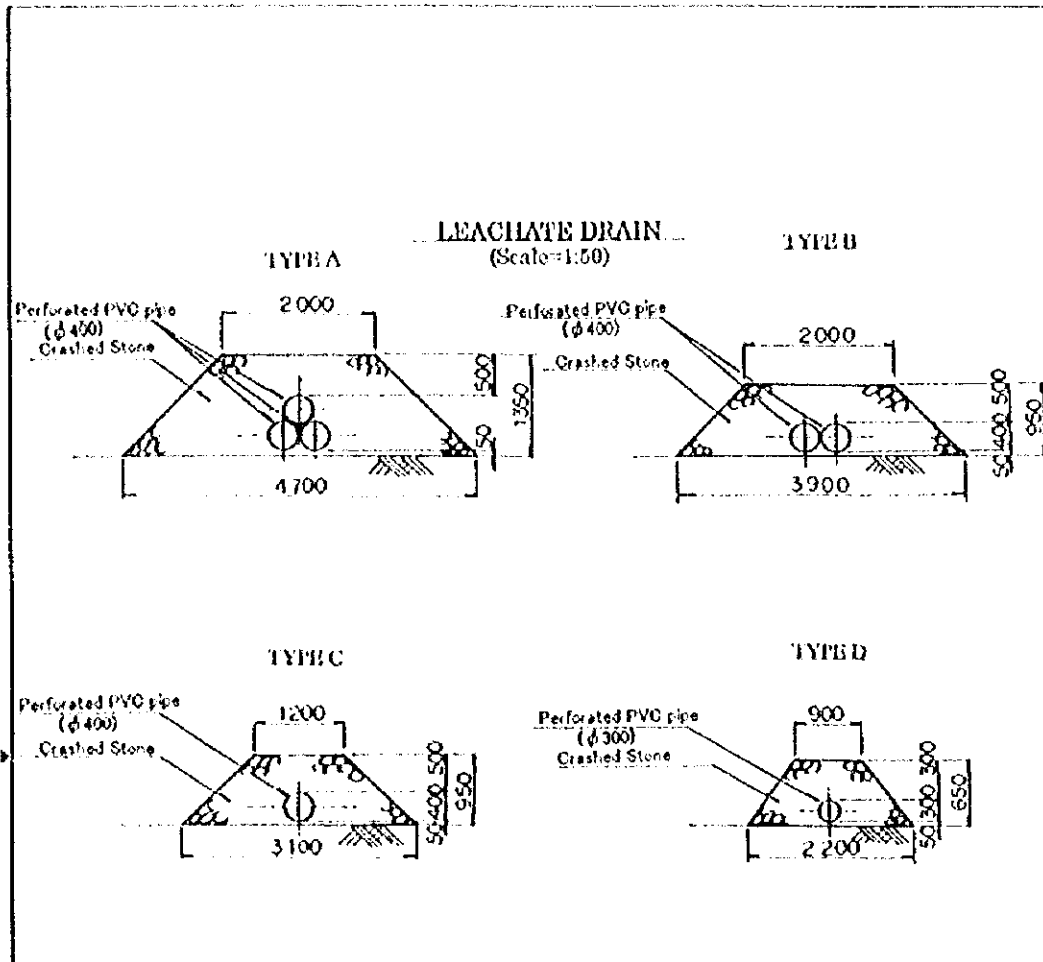 LEACHATE DRAIN
(Scale=1:50)
TYPE A
Perforated PVC pipe
(ϕ400)
Crashed Stone
2000
500
1350
50
4700
TYPE B
Perforated PVC pipe
(ϕ400)
Crashed Stone
2000
500
400
50
950
3900
TYPE C
Perforated PVC pipe
(ϕ400)
Crashed Stone
1200
500
400
50
950
3100
TYPE D
Perforated PVC pipe
(ϕ300)
Crashed Stone
900
300
300
50
650
2200